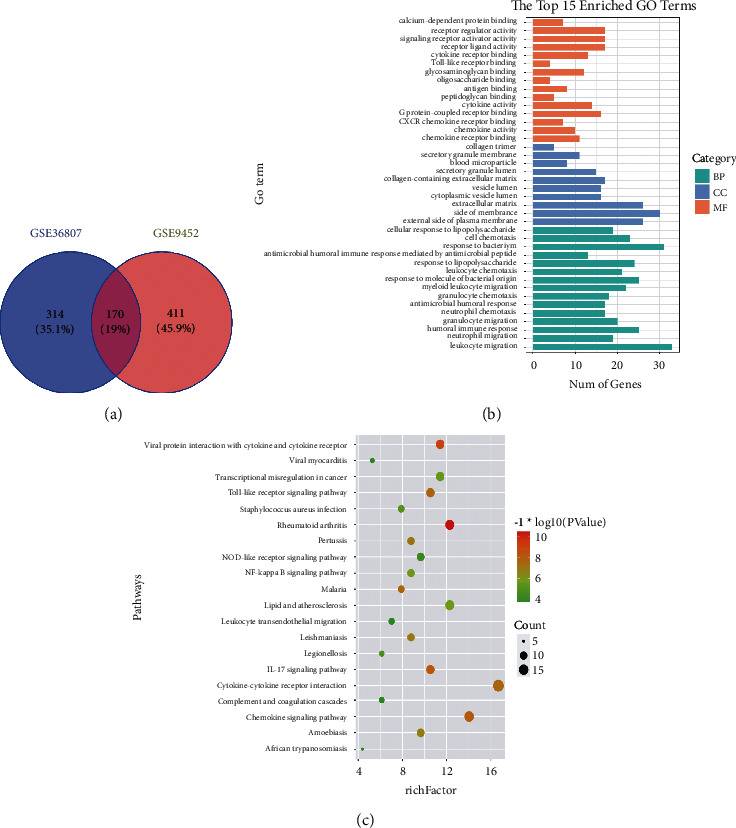 GSE36807
GSE9452
314
(35.1%)
170
(19%)
411
(45.9%)
(a)
The Top 15 Enriched GO Terms
Go term
calcium-dependent protein binding
receptor regulator activity
signaling receptor activator activity
receptor ligand activity
cytokine receptor binding
Toll-like receptor binding
glycosaminoglycan binding
oligosaccharide binding
antigen binding
peptidoglycan binding
cytokine activity
G protein-coupled receptor binding
CXCR chemokine receptor binding
chemokine activity
chemokine receptor binding
collagen trimer
secretory granule membrane
blood microparticle
secretory granule lumen
collagen-containing extracellular matrix
vesicle lumen
cytoplasmic vesicle lumen
extracellular matrix
side of membrance
external side of plasma membrane
cellular response to lipopolysaccharide
cell chemotaxis
response to bacteriym
antimicrobial humoral immune response mediated by antimicrobial peptide
response to lipopolysaccharide
leukocyte chemotaxis
response to molecule of bacterial origin
myeloid leukocyte migration
granulocyte chemotaxis
antimicrobial humoral response
neutrophil chemotaxis
granulocyte migration
humoral immune response
neutrophil migration
leukocyte migration
0 10 20 30
Num of Genes
Category
BP
CC
MF
(b)
Pathways
Viral protein interaction with cytokine and cytokine receptor
Viral myocarditis
Transcriptional misregulation in cancer
Toll-like receptor signaling pathway
Staphylococcus aureus infection
Rheumatoid arthritis
Pertussis
NOD-like receptor signaling pathway
NF-kappa B signaling pathway
Malaria
Lipid and atherosclerosis
Leukocyte transendothelial migration
Leishmaniasis
Legionellosis
IL-17 signaling pathway
Cytokine-cytokine receptor interaction
Complement and coagulation cascades
Chemokine signaling pathway
Amoebiasis
African trypanosomiasis
4 8 12 16
richFactor
-1 * log10(PValue)
10
8
6
4
Count
5
10
15
(c)